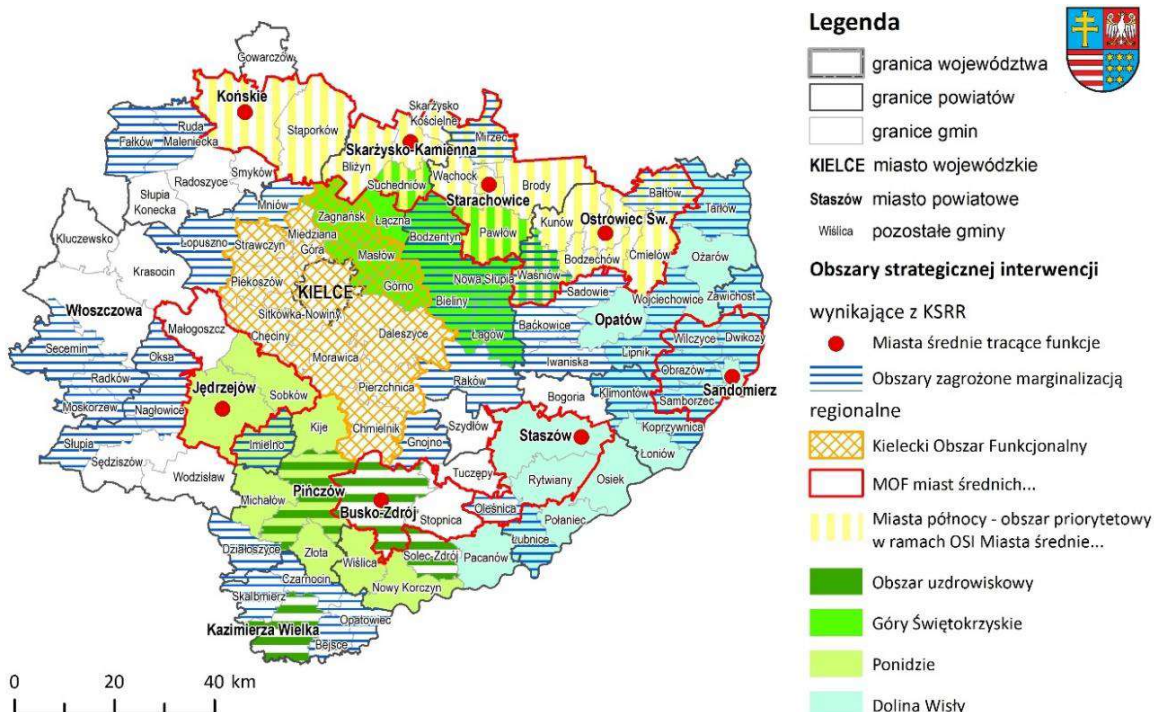 Gowarczów
Końskie
Ruda
Maleniecka
Fałków
Staporków
Skarżysko
Kościelne
Mirzec
Skarżysko-Kamienna
Bliżyn
Suchedniów
Wąchock
Starachowice
Brody
Bałtów
Tarłów
Radoszyce
Smyków
Słupia
Konecka
Mniów
Zagnańsk
Łączna
Bodzentyn
Pawłów
Kunów
Ostrowiec Św.
Bodzechów
Ćmielów
Ożarów
Kluczewsko
Łopuszno
Strawczyn
Miedziana
Góra
Masłów
Nowa Słupia
Waśniów
Sadowie
Wojciechowice
Zawichost
Krasocin
Piekoszów
KIELCE
Górno
Bieliny
Baćkowice
Opatów
Włoszczowa
Małogoszcz
Sitkówka-Nowiny
Chęciny
Daleszyce
Łagów
Iwaniska
Lipnik
Wilczyce
Dwikozy
Secemin
Oksa
Morawica
Obrazów
Sandomierz
Radków
Jędrzejów
Sobków
Pierzchnica
Raków
Bogoria
Klimontów
Samborzec
Moskorzew
Nagłowice
Kije
Chmielnik
Gnojno
Szydłów
Staszów
Koprzywnica
Słupia
Imielno
Łoniów
Sędziszów
Wodzisław
Pińczów
Tuczępy
Rytwiany
Osiek
Michałów
Busko-Zdrój
Stopnica
Oleśnica
Połaniec
Działoszyce
Złota
Wiślica
Solec-Zdrój
Pacanów
Łubnice
Czarnocin
Nowy Korczyn
Skalbmierz
Opatowiec
Kazimierza Wielka
Bejsce
0 20 40 km
Legenda
granica województwa
granice powiatów
granice gmin
KIELCE miasto wojewódzkie
Staszów miasto powiatowe
Wiślica pozostałe gminy
Obszary strategicznej interwencji
wynikające z KSRR
Miasta średnie tracące funkcje
Obszary zagrożone marginalizacją
regionalne
Kielecki Obszar Funkcjonalny
MOF miast średnich...
Miasta północy - obszar priorytetowy
w ramach OSI Miasta średnie...
Obszar uzdrowiskowy
Góry Świętokrzyskie
Ponidzie
Dolina Wisły